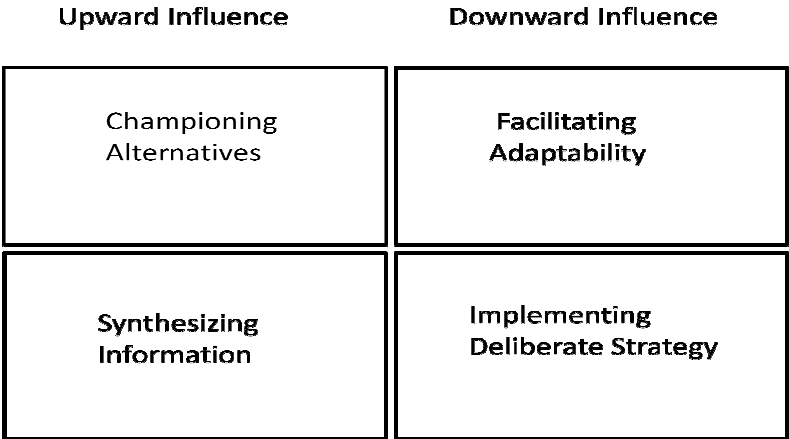 Upward Influence
Downward Influence
Championing
Alternatives
Facilitating
Adaptability
Synthesizing
Information
Implementing
Deliberate Strategy